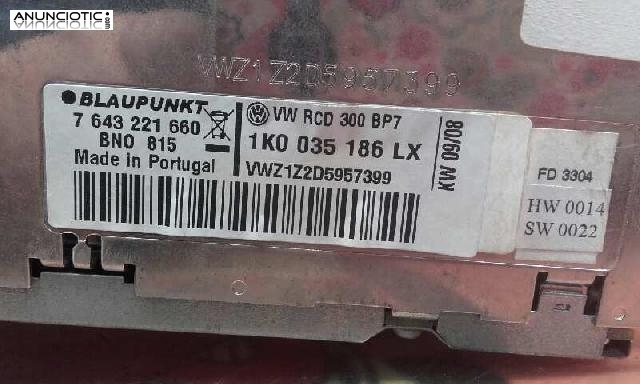 ANUNCIOTIC.com
VWZ1Z2D5957399
BLAUPUNKT
7 643 221 660
BNO 815
Made in Portugal
VW RCD 300 BP7
1K0 035 186 LX
VWZ1Z2D5957399
KW 09/08
FD 3304
HW 0014
SW 0022